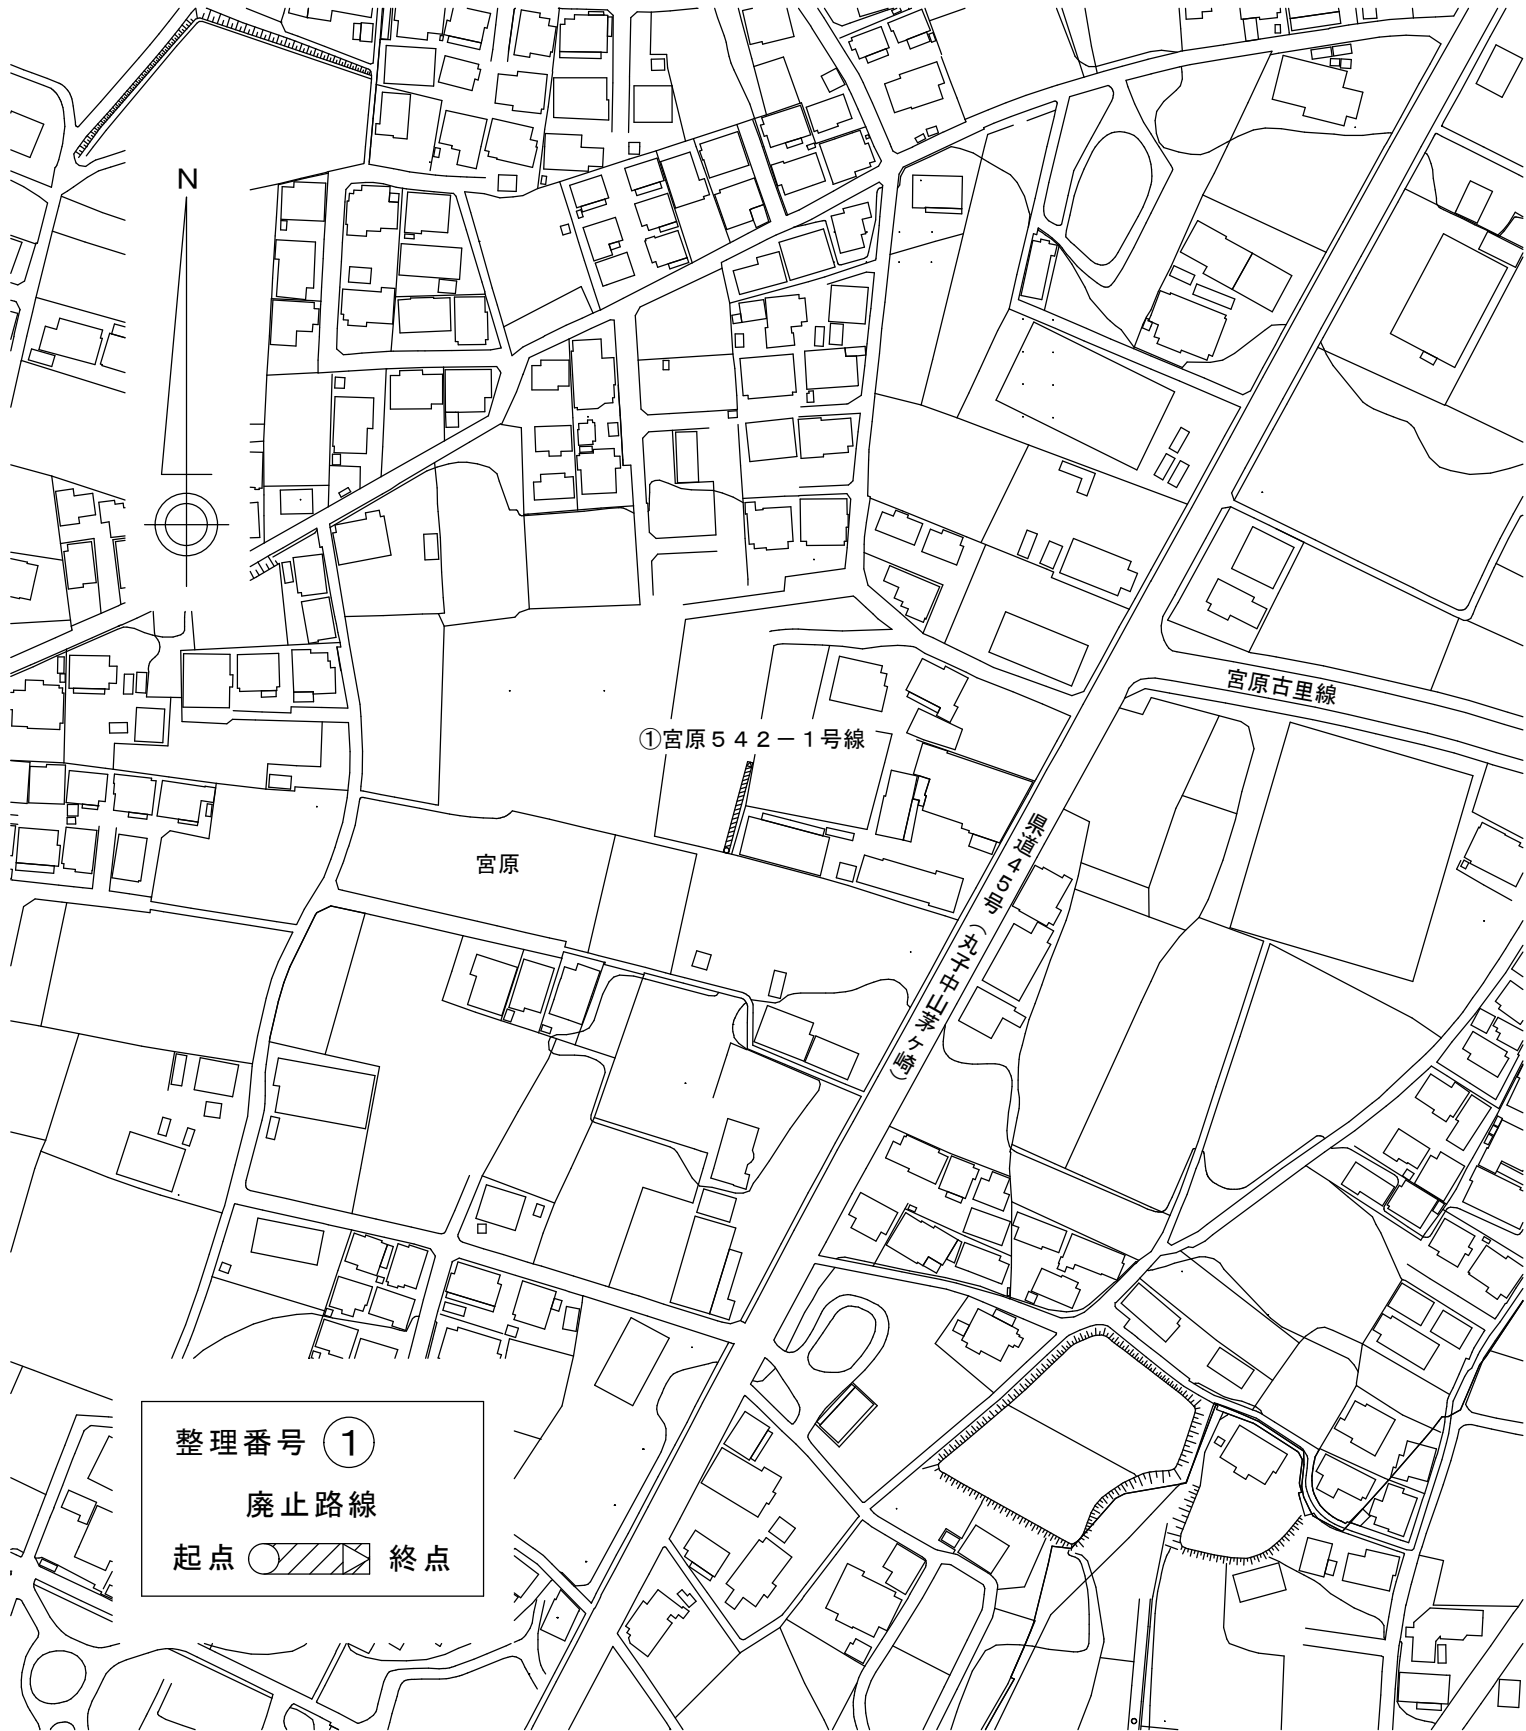 N
宮原古里線
①宮原542-1号線
県道45号(丸子中山茅ヶ崎)
宮原
整理番号 ①
廃止路線
起点 終点